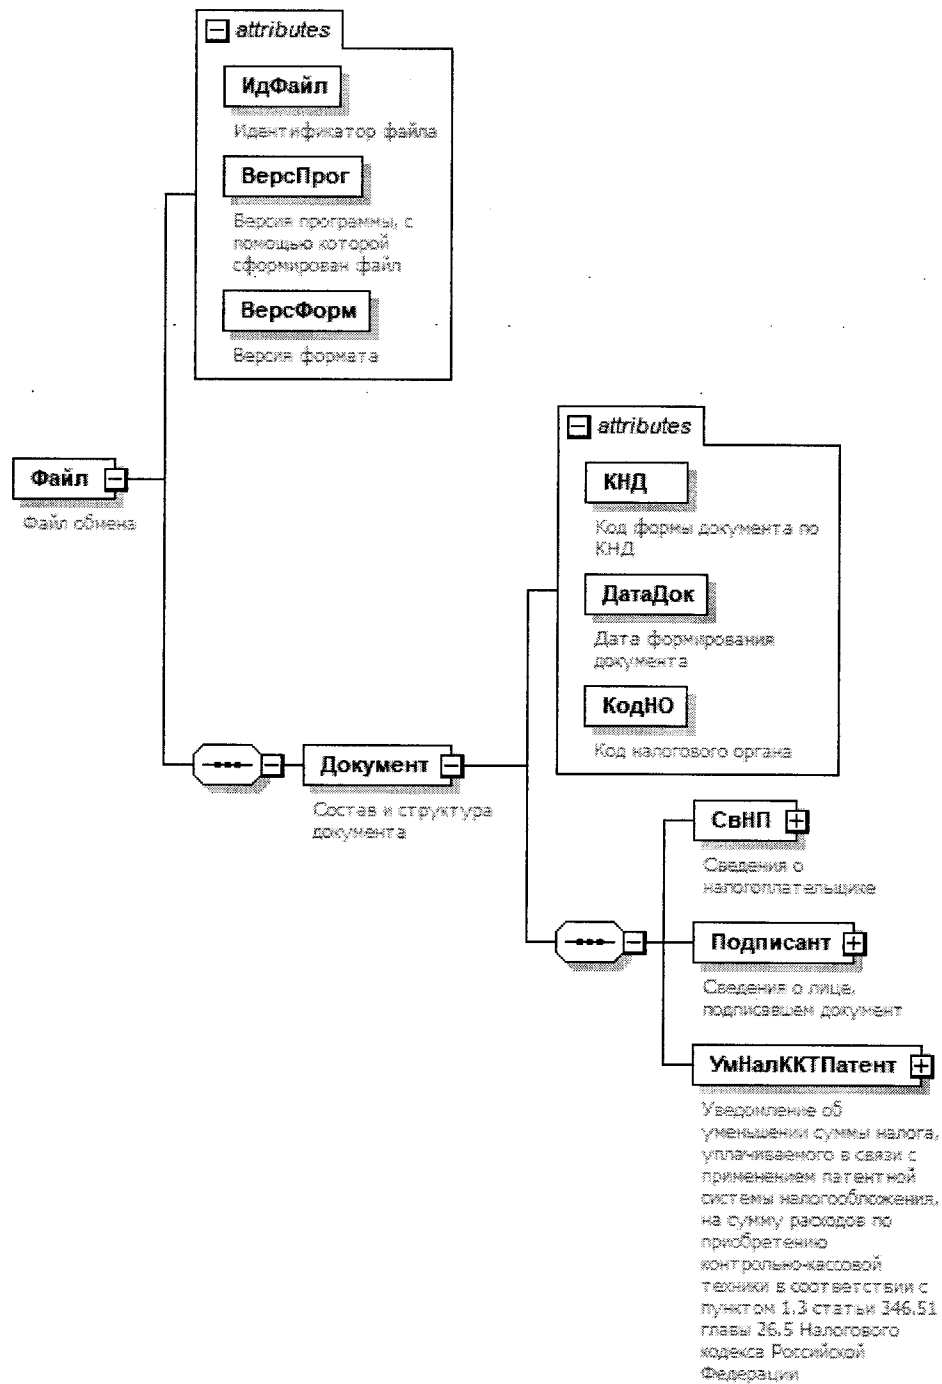 attributes
ИдФайл
Идентификатор файла
ВерсПрог
Версия программы, с
помощью которой
сформирован файл
ВерсФорм
Версия формата
Файл
Файл обмена
attributes
КНД
Код формы документа по
КНД
ДатаДок
Дата формирования
документа
КодНО
Код налогового органа
Документ
Состав и структура
документа
СвНП
Сведения о
налогоплательщике
Подписант
Сведения о лице,
подписавшем документ
УмНалККТПатент
Уведомление об
уменьшении суммы налога,
уплачиваемого в связи с
применением патентной
системы налогообложения,
на сумму расходов по
приобретению
контрольно-кассовой
техники в соответствии с
пунктом 1.3 статьи 346.51
главы 26.5 Налогового
кодекса Российской
Федерации